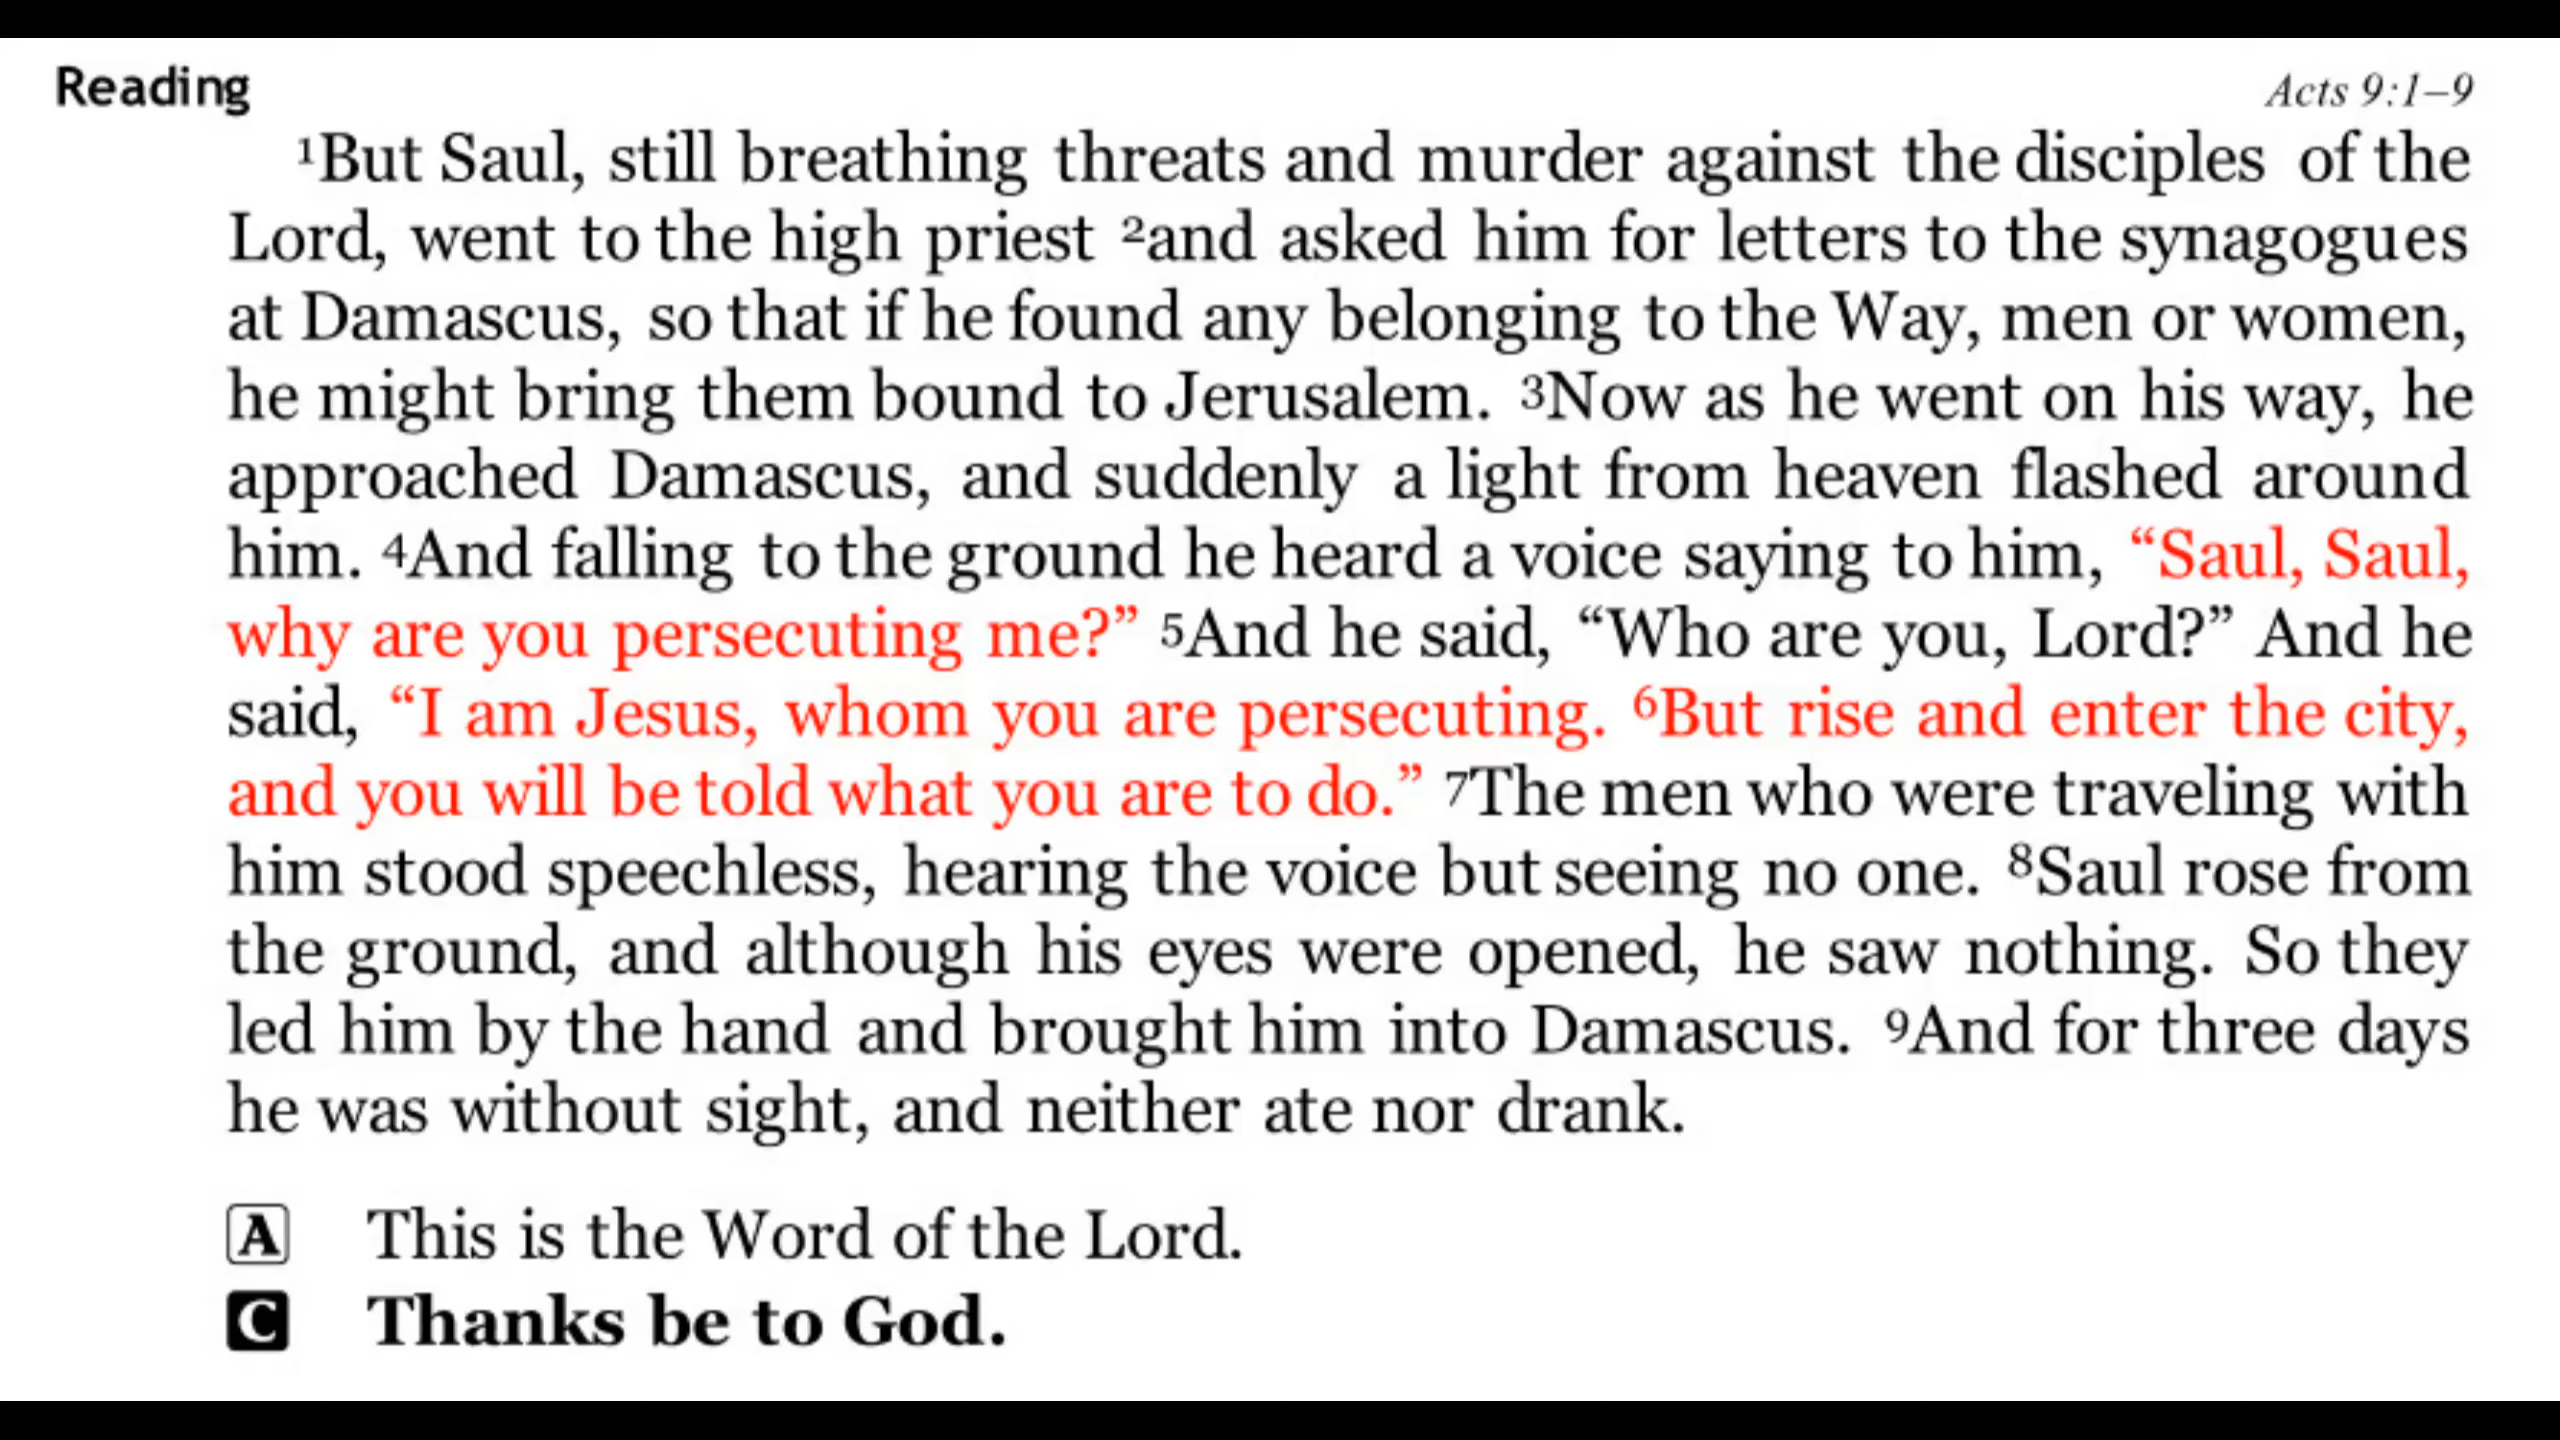 Reading
Acts 9:1–9
¹But Saul, still breathing threats and murder against the disciples of the
Lord, went to the high priest ²and asked him for letters to the synagogues
at Damascus, so that if he found any belonging to the Way, men or women,
he might bring them bound to Jerusalem. ³Now as he went on his way, he
approached Damascus, and suddenly a light from heaven flashed around
him. ⁴And falling to the ground he heard a voice saying to him, “Saul, Saul,
why are you persecuting me?” ⁵And he said, “Who are you, Lord?” And he
said, “I am Jesus, whom you are persecuting. ⁶But rise and enter the city,
and you will be told what you are to do.” ⁷The men who were traveling with
him stood speechless, hearing the voice but seeing no one. ⁸Saul rose from
the ground, and although his eyes were opened, he saw nothing. So they
led him by the hand and brought him into Damascus. ⁹And for three days
he was without sight, and neither ate nor drank.
A This is the Word of the Lord.
C Thanks be to God.